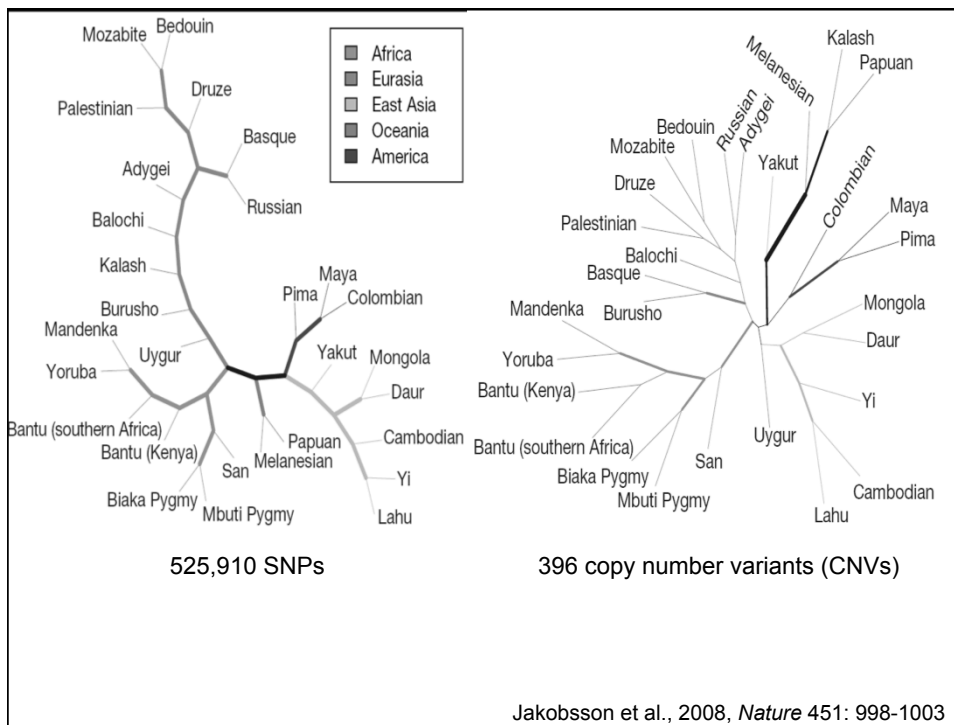 Bedouin
Mozabite
Druze
Palestinian
Basque
Adygei
Russian
Balochi
Kalash
Burusho
Mandenka
Uygur
Yoruba
Bantu (southern Africa)
Bantu (Kenya)
San
Biaka Pygmy
Mbuti Pygmy
Maya
Pima
Colombian
Yakut
Mongola
Daur
Papuan
Melanesian
Cambodian
Yi
Lahu
Africa
Eurasia
East Asia
Oceania
America
525,910 SNPs
Kalash
Papuan
Melanesian
Russian
Adygei
Bedouin
Mozabite
Yakut
Druze
Colombian
Maya
Palestinian
Pima
Balochi
Basque
Burusho
Mongola
Mandenka
Daur
Yoruba
Bantu (Kenya)
Yi
Bantu (southern Africa)
San
Uygur
Biaka Pygmy
Mbuti Pygmy
Cambodian
Lahu
396 copy number variants (CNVs)
Jakobsson et al., 2008, Nature 451: 998-1003